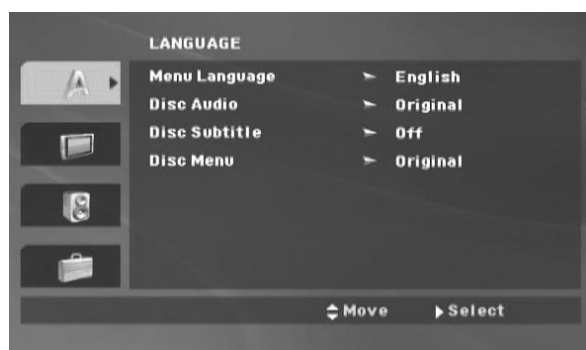 LANGUAGE
Menu Language ➤ English
Disc Audio ➤ Original
Disc Subtitle ➤ Off
Disc Menu ➤ Original
Move Select